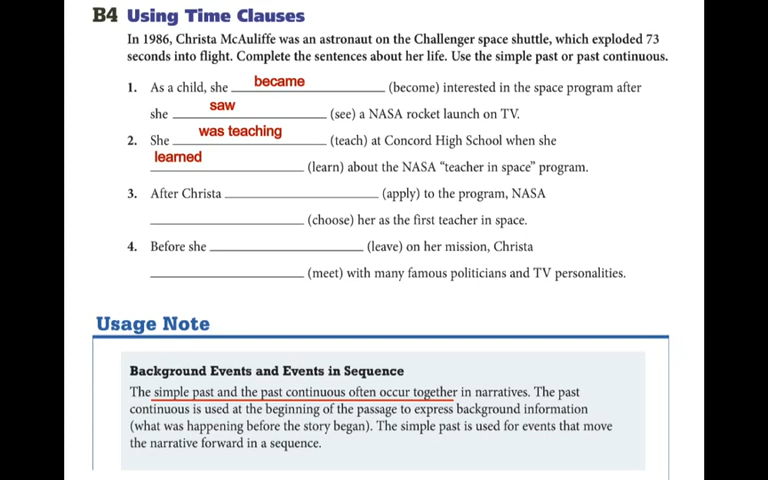 B4 Using Time Clauses
In 1986, Christa McAuliffe was an astronaut on the Challenger space shuttle, which exploded 73
seconds into flight. Complete the sentences about her life. Use the simple past or past continuous.
1. As a child, she became (become) interested in the space program after
she saw (see) a NASA rocket launch on TV.
2. She was teaching (teach) at Concord High School when she
learned (learn) about the NASA “teacher in space” program.
3. After Christa ____________ (apply) to the program, NASA
____________ (choose) her as the first teacher in space.
4. Before she ____________ (leave) on her mission, Christa
____________ (meet) with many famous politicians and TV personalities.
Usage Note
Background Events and Events in Sequence
The simple past and the past continuous often occur together in narratives. The past
continuous is used at the beginning of the passage to express background information
(what was happening before the story began). The simple past is used for events that move
the narrative forward in a sequence.